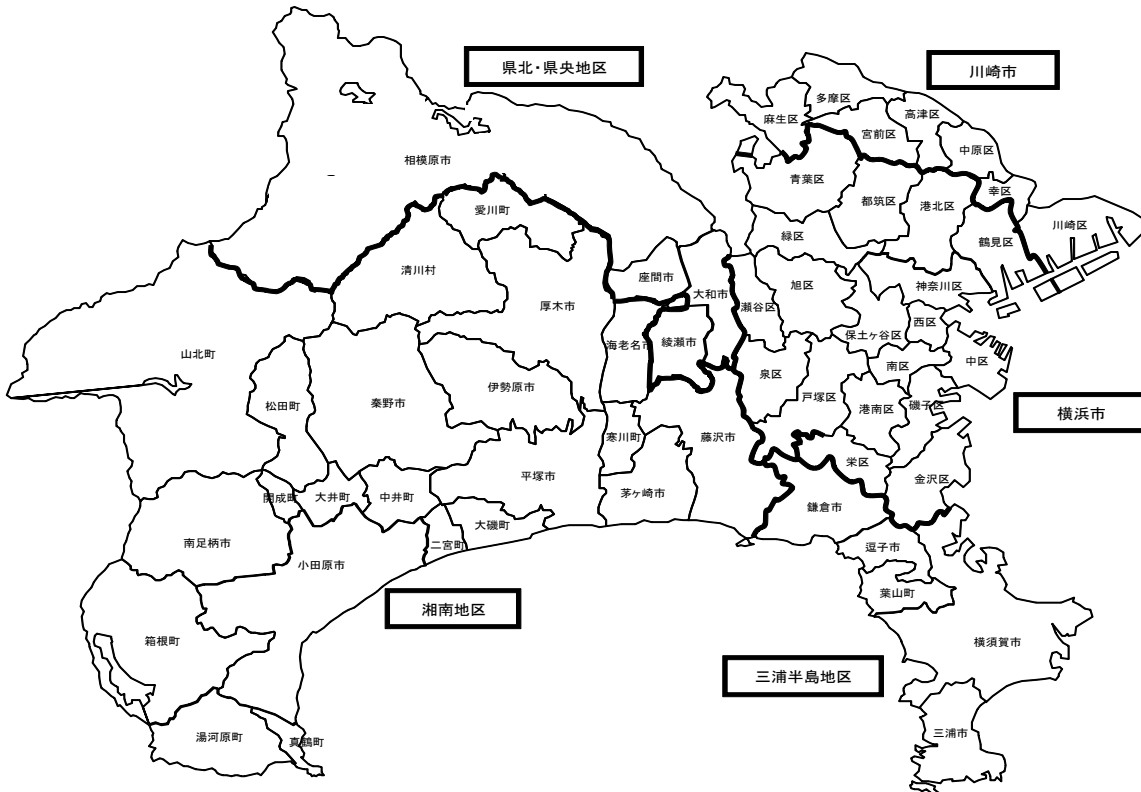 県北・県央地区
川崎市
多摩区
高津区
麻生区
宮前区
中原区
相模原市
青葉区
幸区
愛川町
都筑区
港北区
川崎区
緑区
鶴見区
清川村
座間市
旭区
神奈川区
厚木市
大和市
瀬谷区
西区
山北町
海老名市
綾瀬市
保土ヶ谷区
中区
南区
伊勢原市
泉区
松田町
秦野市
戸塚区
港南区
磯子区
横浜市
寒川町
藤沢市
栄区
平塚市
金沢区
開成町
大井町
中井町
茅ヶ崎市
鎌倉市
大磯町
南足柄市
二宮町
逗子市
小田原市
葉山町
湘南地区
箱根町
横須賀市
三浦半島地区
湯河原町
真鶴町
三浦市